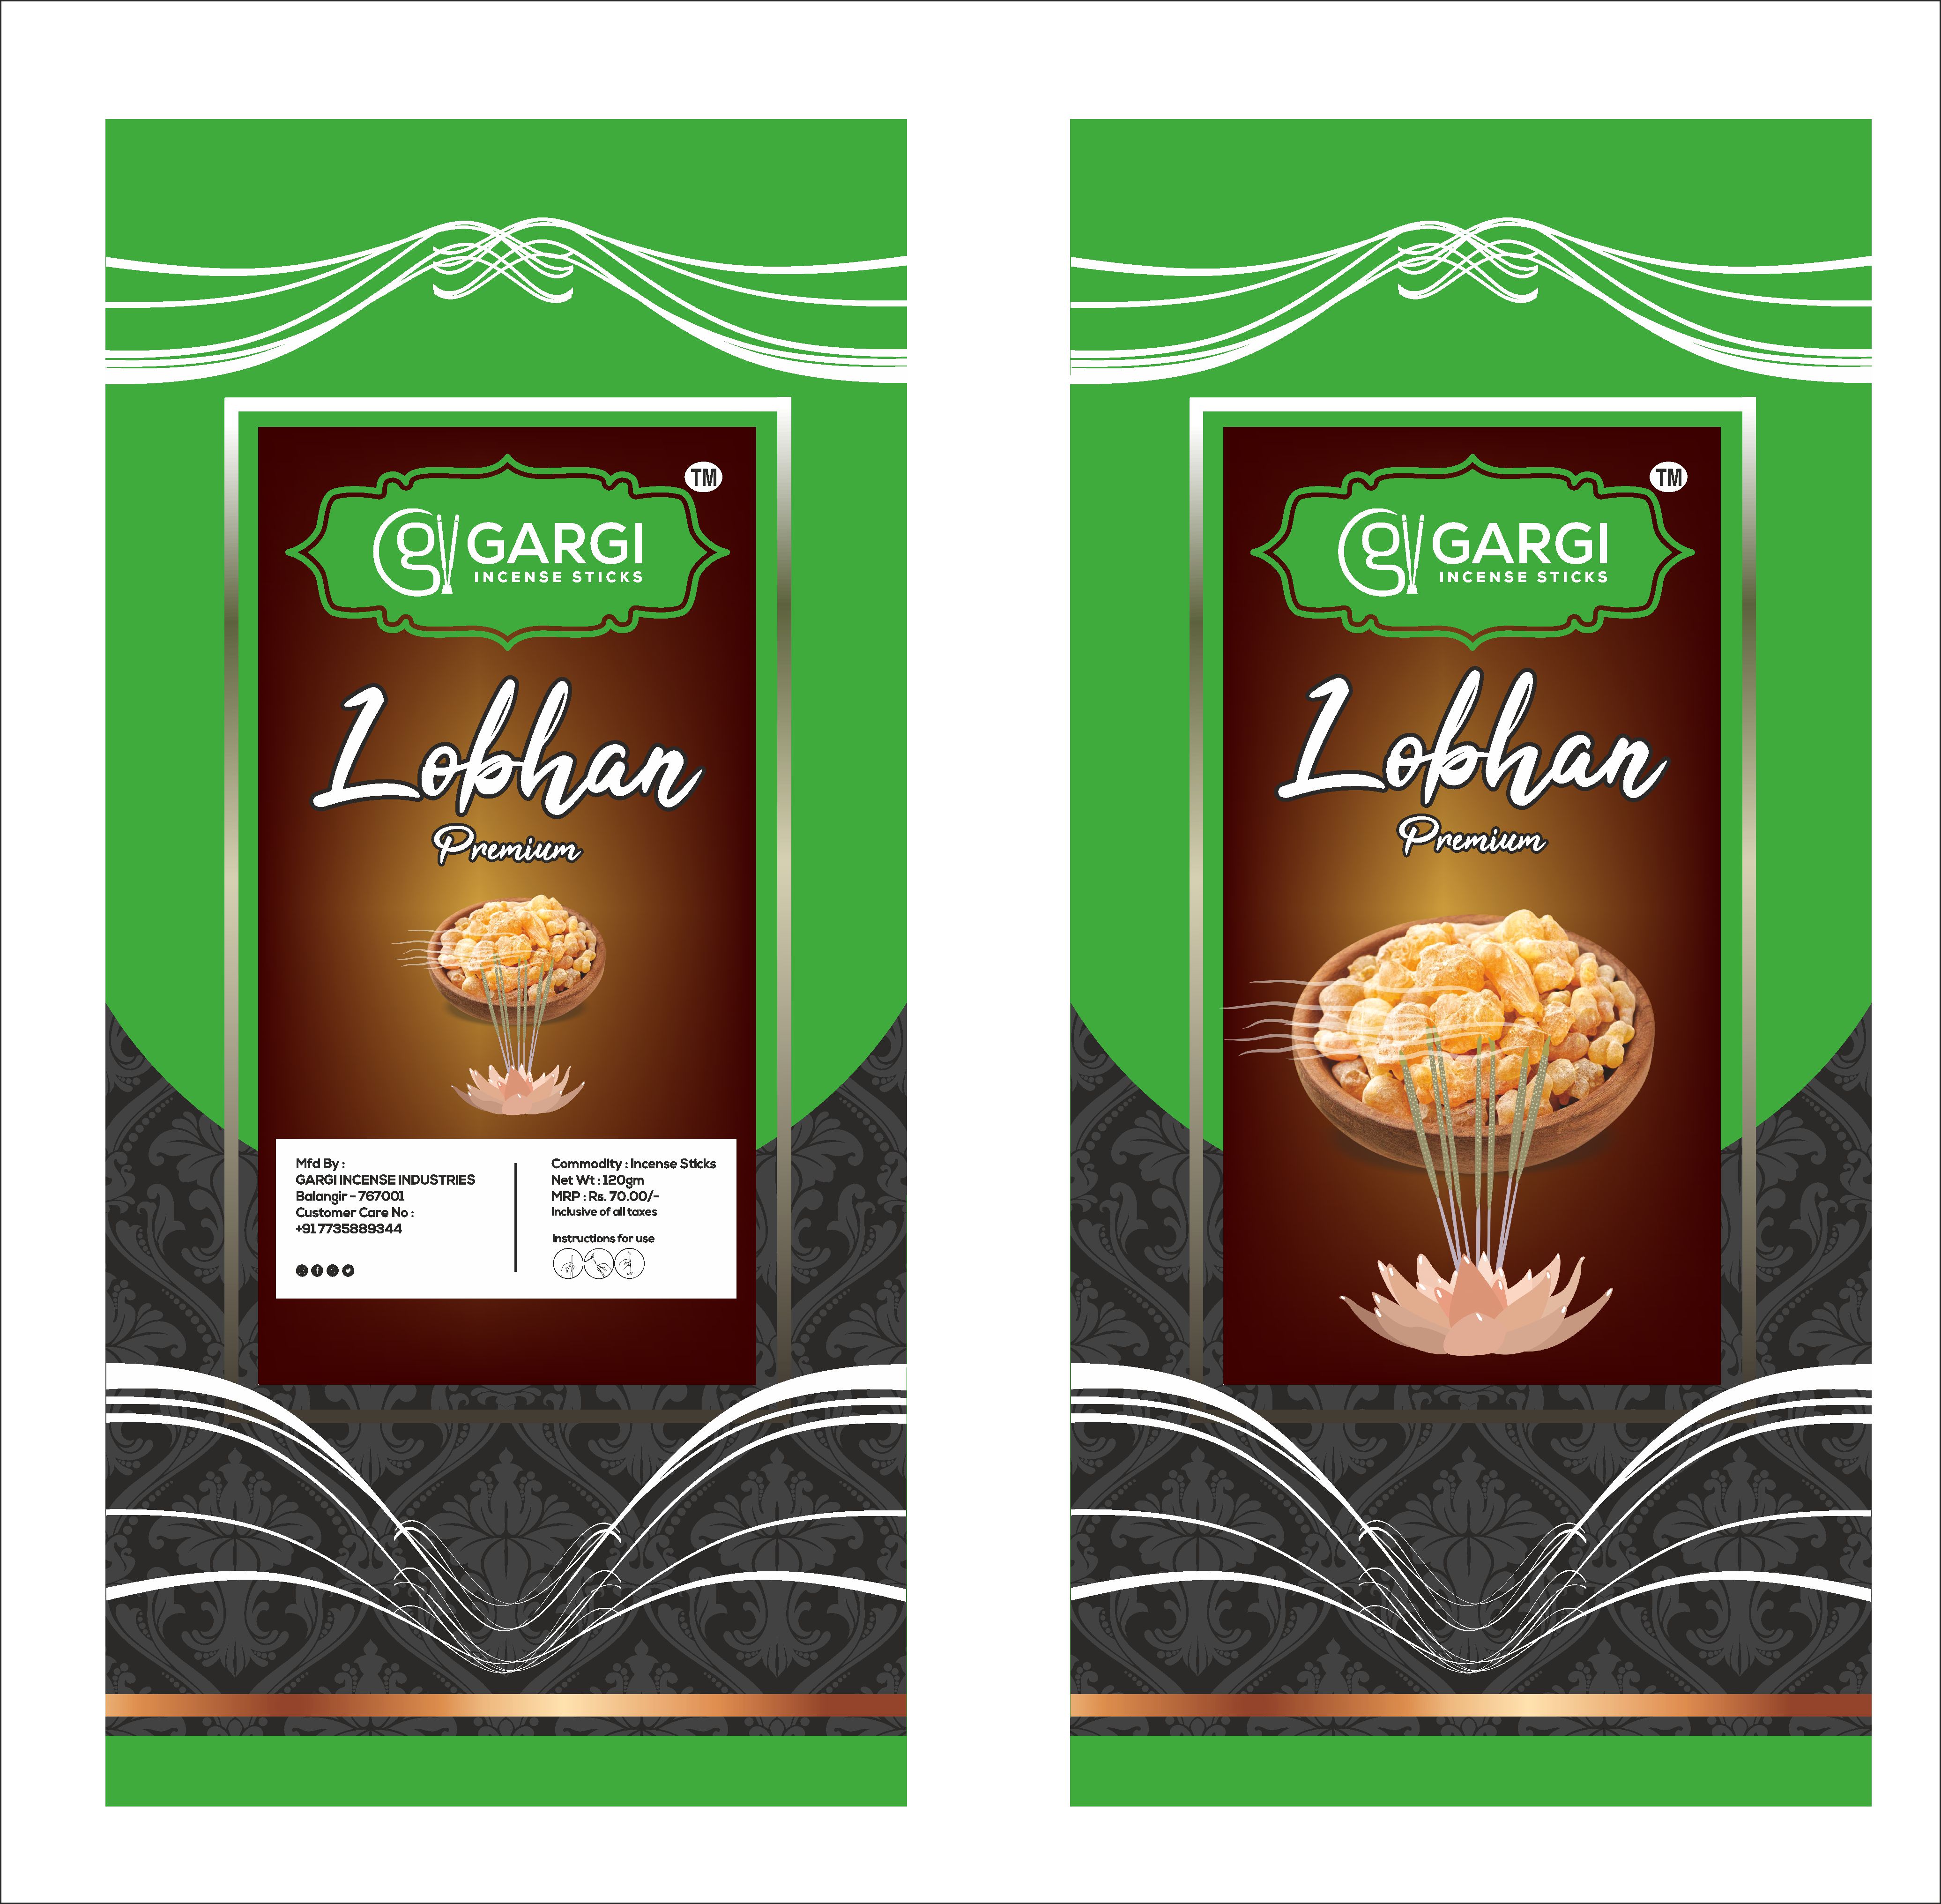 TM
GARGI
INCENSE STICKS
Lobhan
Premium
Mfd By :
GARGI INCENSE INDUSTRIES
Balangir - 767001
Customer Care No :
+91 7735889344
Commodity : Incense Sticks
Net Wt : 120gm
MRP : Rs. 70.00/-
Inclusive of all taxes
Instructions for use
TM
GARGI
INCENSE STICKS
Lobhan
Premium